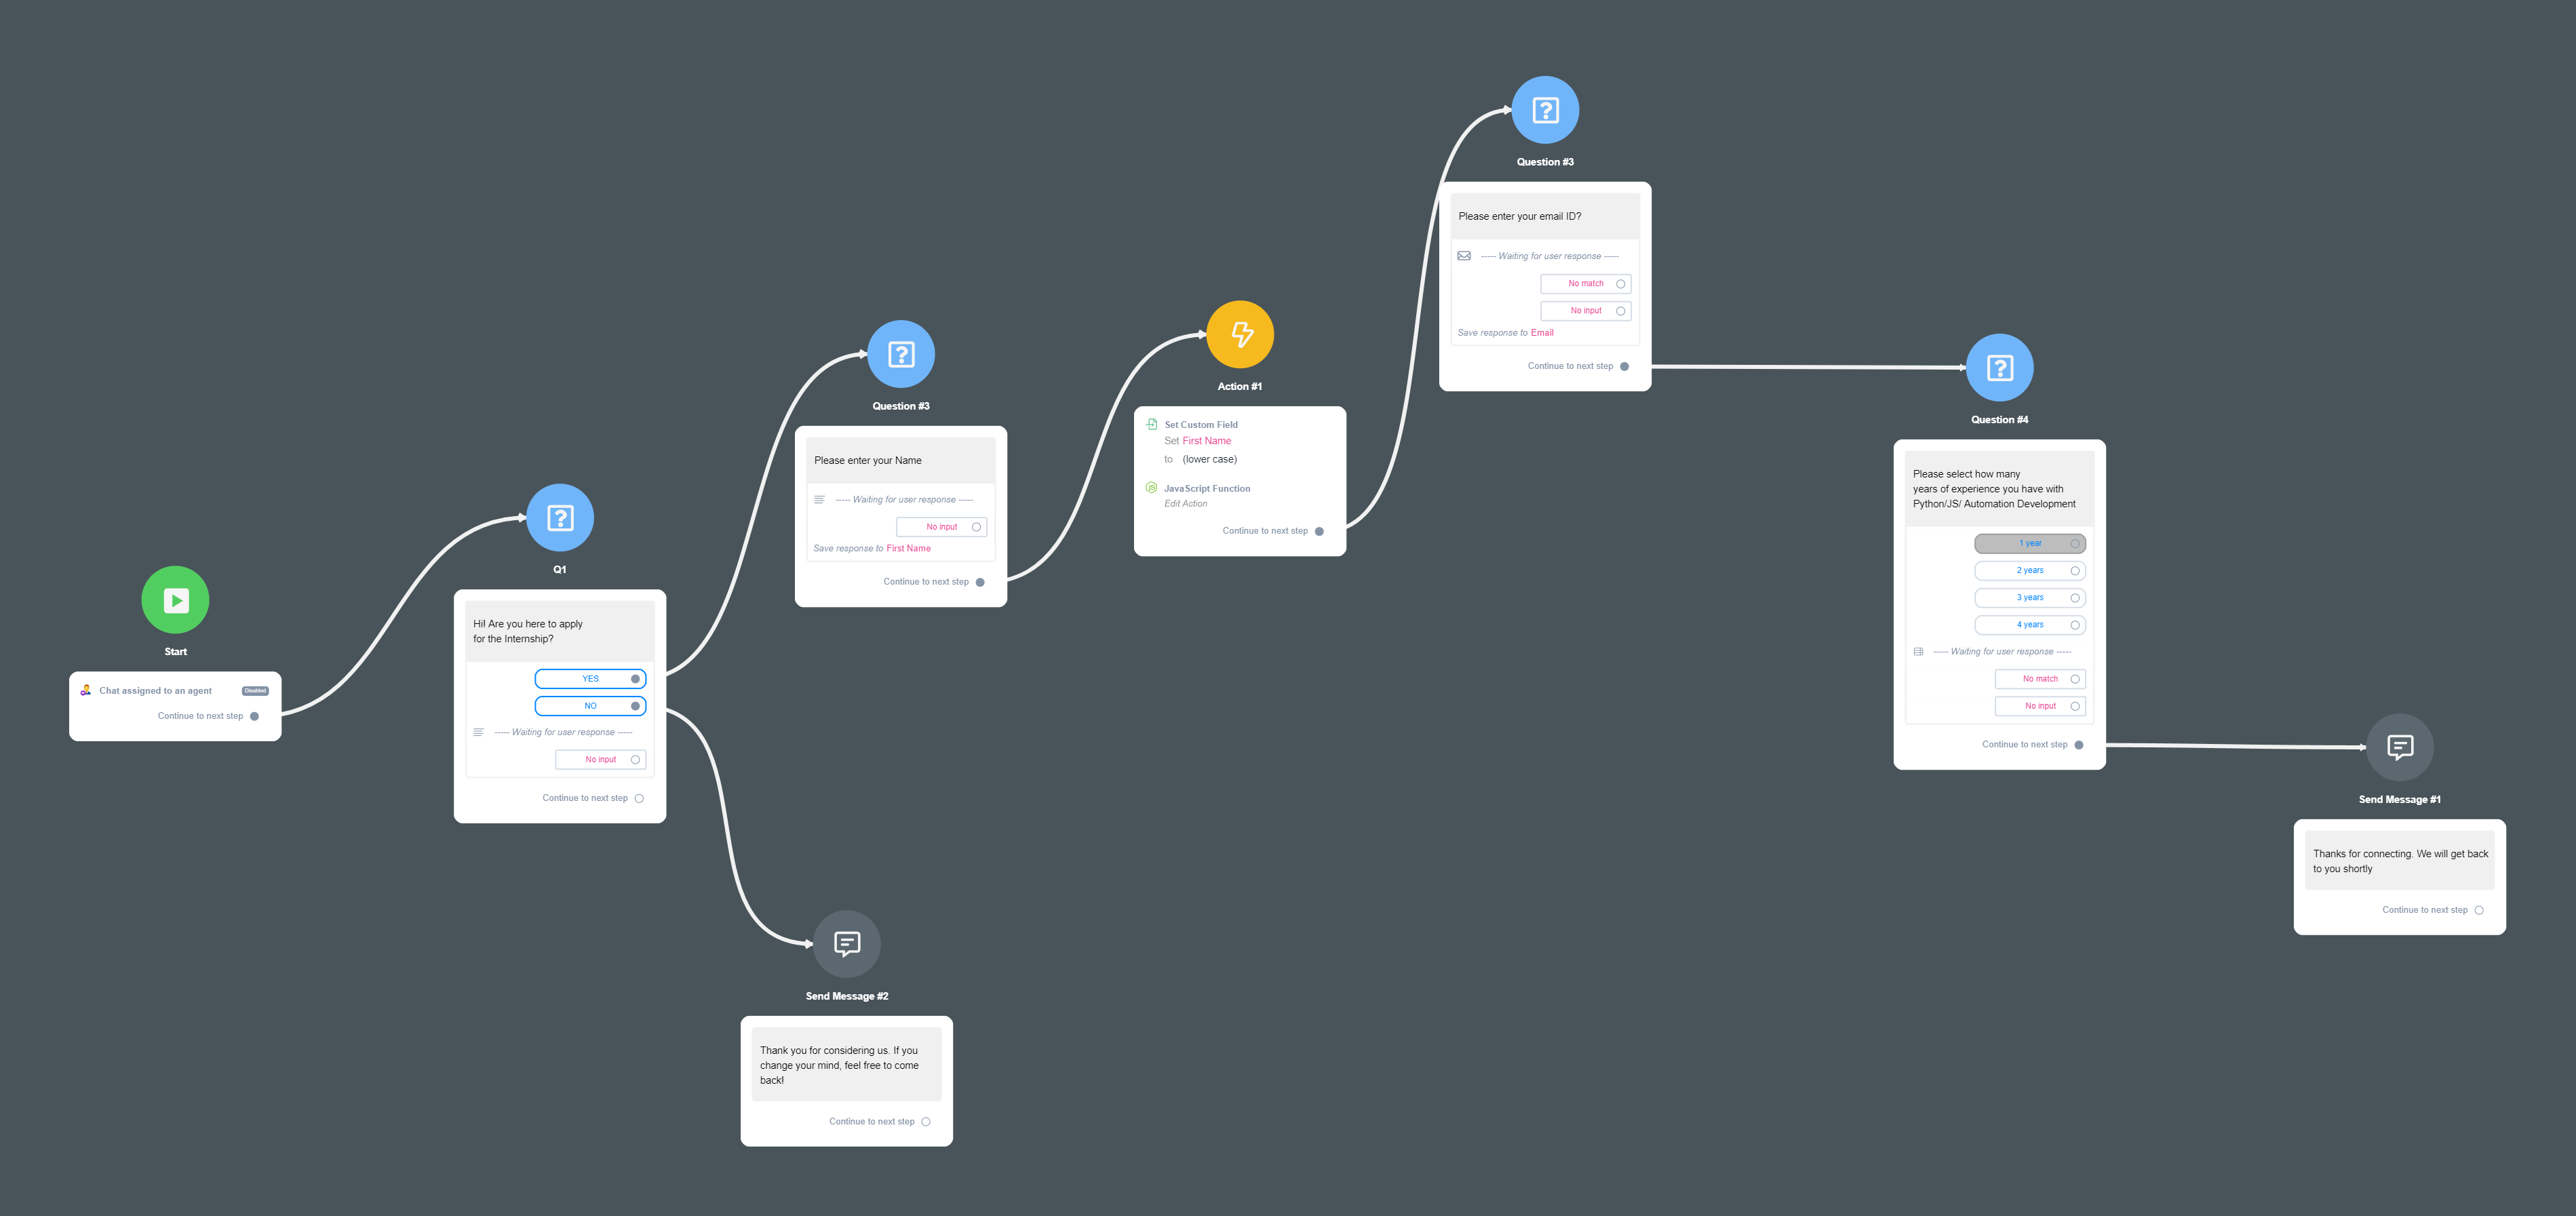 Start
Chat assigned to an agent
Disabled
Continue to next step
Q1
Hi! Are you here to apply
for the Internship?
YES
NO
----- Waiting for user response -----
No input
Continue to next step
Question #3
Please enter your Name
----- Waiting for user response -----
No input
Save response to First Name
Continue to next step
Send Message #2
Thank you for considering us. If you
change your mind, feel free to come
back!
Continue to next step
Action #1
Set Custom Field
Set First Name
to (lower case)
JS
JavaScript Function
Edit Action
Continue to next step
Question #3
Please enter your email ID?
----- Waiting for user response -----
No match
No input
Save response to Email
Continue to next step
Question #4
Please select how many
years of experience you have with
Python/JS/ Automation Development
1 year
2 years
3 years
4 years
----- Waiting for user response -----
No match
No input
Continue to next step
Send Message #1
Thanks for connecting. We will get back
to you shortly
Continue to next step